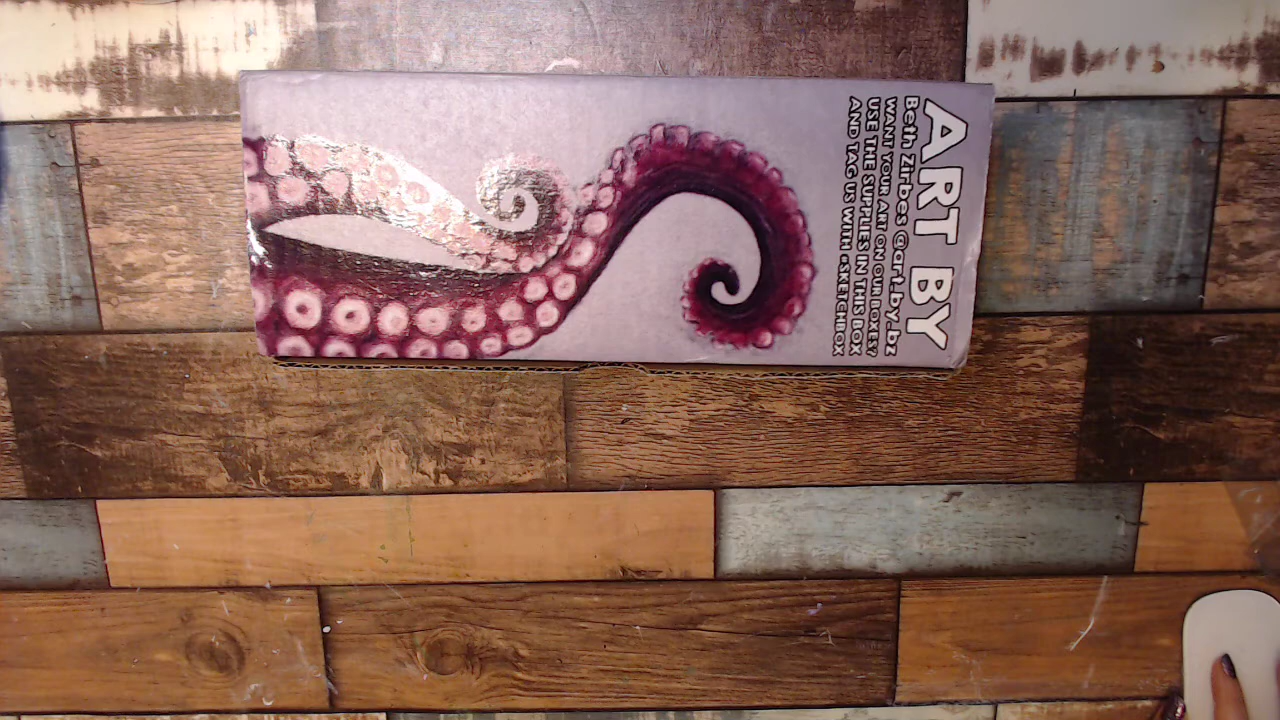 ART BY
Beth Zirbes @art.by.bz
WANT YOUR ART ON OUR BOXES?
USE THE SUPPLIES IN THIS BOX
AND TAG US WITH #SKETCHBOX